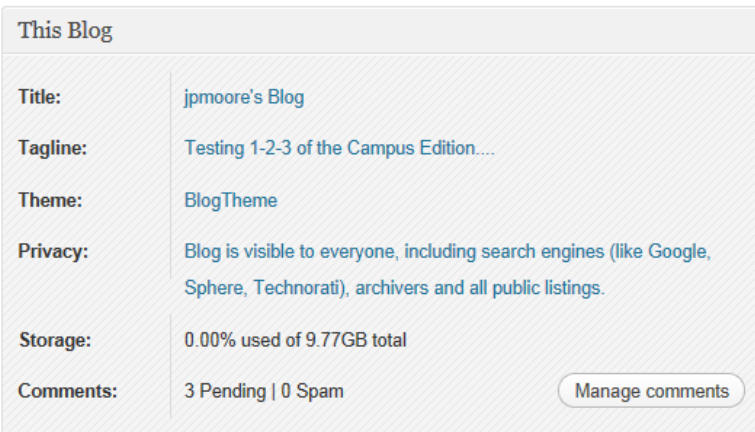 This Blog
Title: jpmoore's Blog
Tagline: Testing 1-2-3 of the Campus Edition....
Theme: BlogTheme
Privacy: Blog is visible to everyone, including search engines (like Google,
Sphere, Technorati), archivers and all public listings.
Storage: 0.00% used of 9.77GB total
Comments: 3 Pending | 0 Spam Manage comments